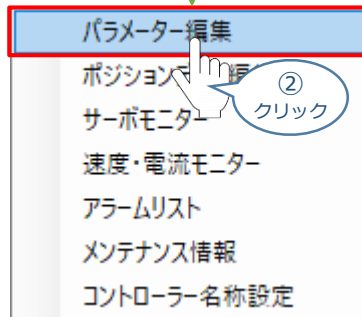 パラメーター編集
ポジション
②
クリック
サーボモニター
速度・電流モニター
アラームリスト
メンテナンス情報
コントローラー名称設定